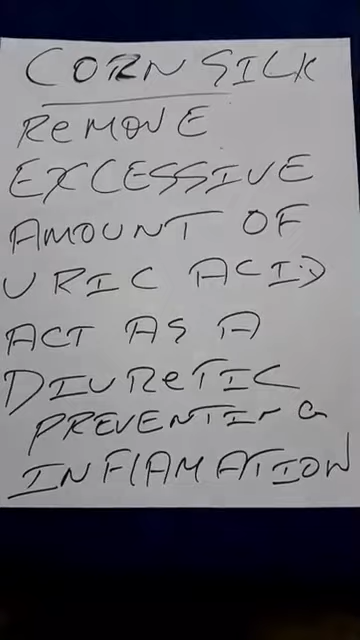 CORN SILK
ReMOVE
EXCESSIVE
AMOUNT OF
URIC ACID
ACT AS A
DIUReTIC
PREVENTING
INFlAMATION